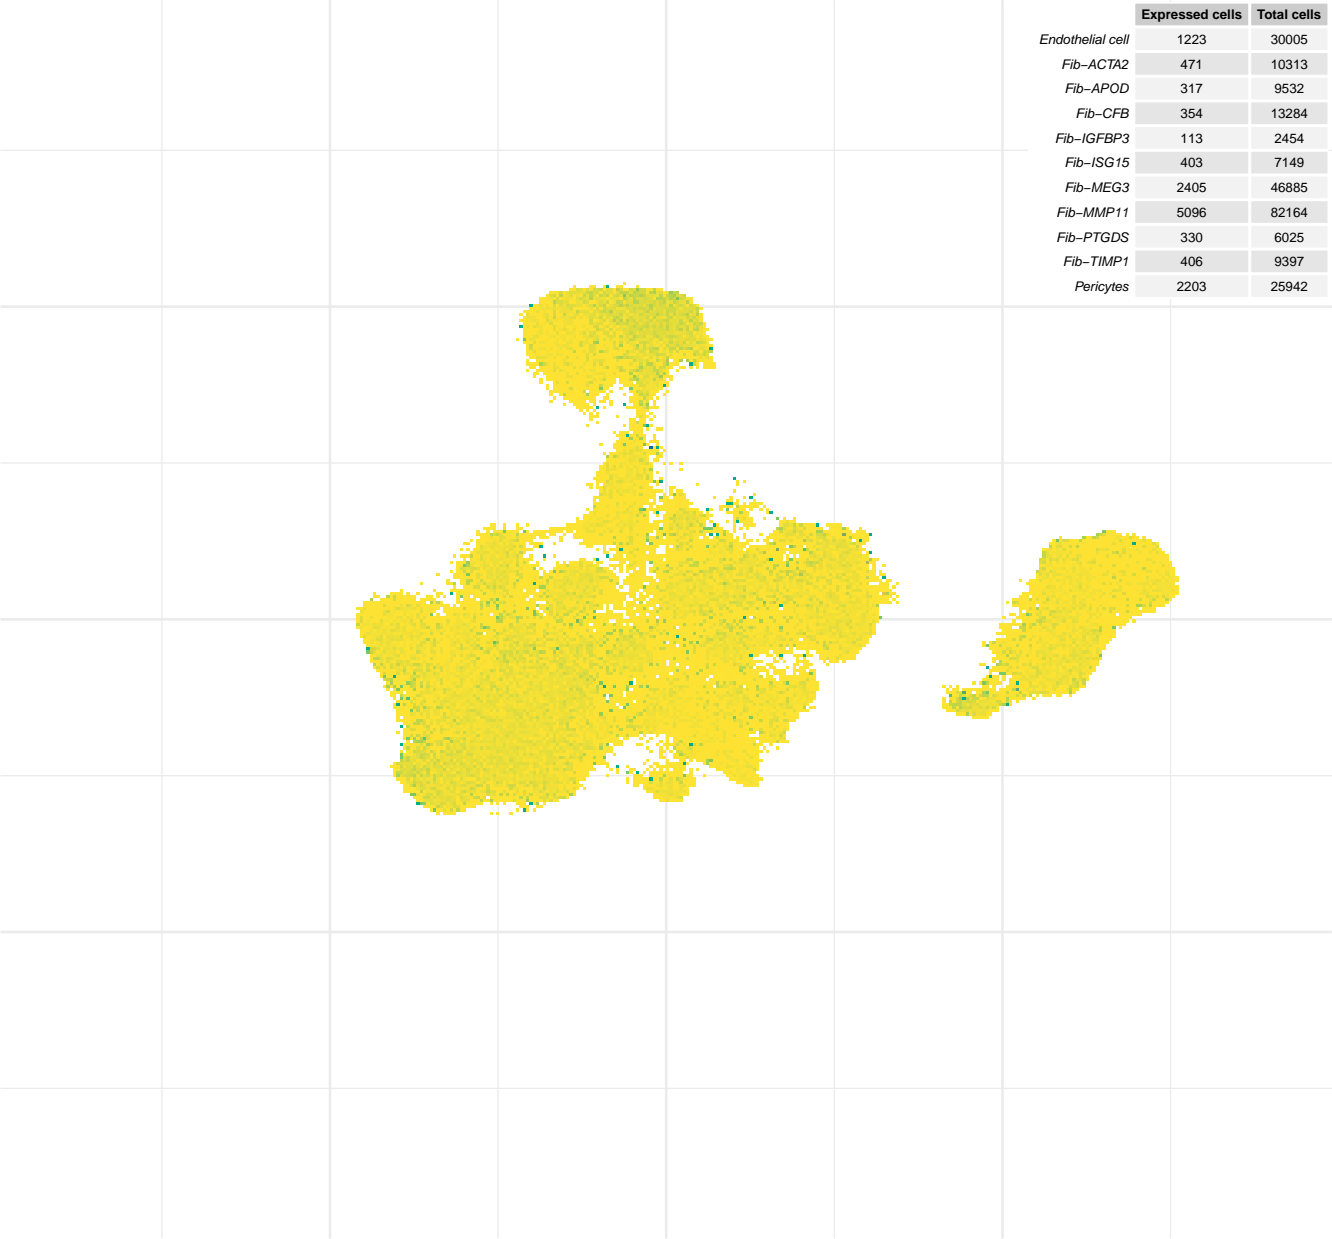 Expressed cells Total cells
Endothelial cell 1223 30005
Fib−ACTA2 471 10313
Fib−APOD 317 9532
Fib−CFB 354 13284
Fib−IGFBP3 113 2454
Fib−ISG15 403 7149
Fib−MEG3 2405 46885
Fib−MMP11 5096 82164
Fib−PTGDS 330 6025
Fib−TIMP1 406 9397
Pericytes 2203 25942